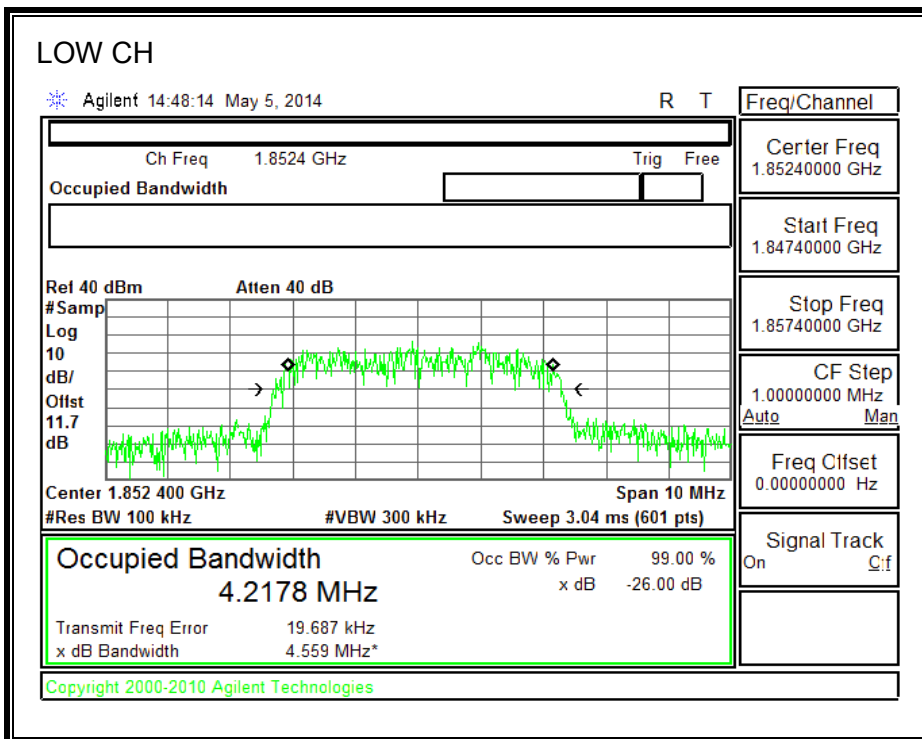 LOW CH
Agilent 14:48:14 May 5, 2014 R T
Freq/Channel
Ch Freq 1.8524 GHz Trig Free
Occupied Bandwidth
Center Freq
1.85240000 GHz
Start Freq
1.84740000 GHz
Stop Freq
1.85740000 GHz
CF Step
1.00000000 MHz
Auto Man
Freq Offset
0.00000000 Hz
Signal Track
On Off
Ref 40 dBm Atten 40 dB
#Samp
Log
10
dB/
Offst
11.7
dB
Center 1.852 400 GHz Span 10 MHz
#Res BW 100 kHz #VBW 300 kHz Sweep 3.04 ms (601 pts)
Occupied Bandwidth
4.2178 MHz
Occ BW % Pwr 99.00 %
x dB -26.00 dB
Transmit Freq Error 19.687 kHz
x dB Bandwidth 4.559 MHz*
Copyright 2000-2010 Agilent Technologies